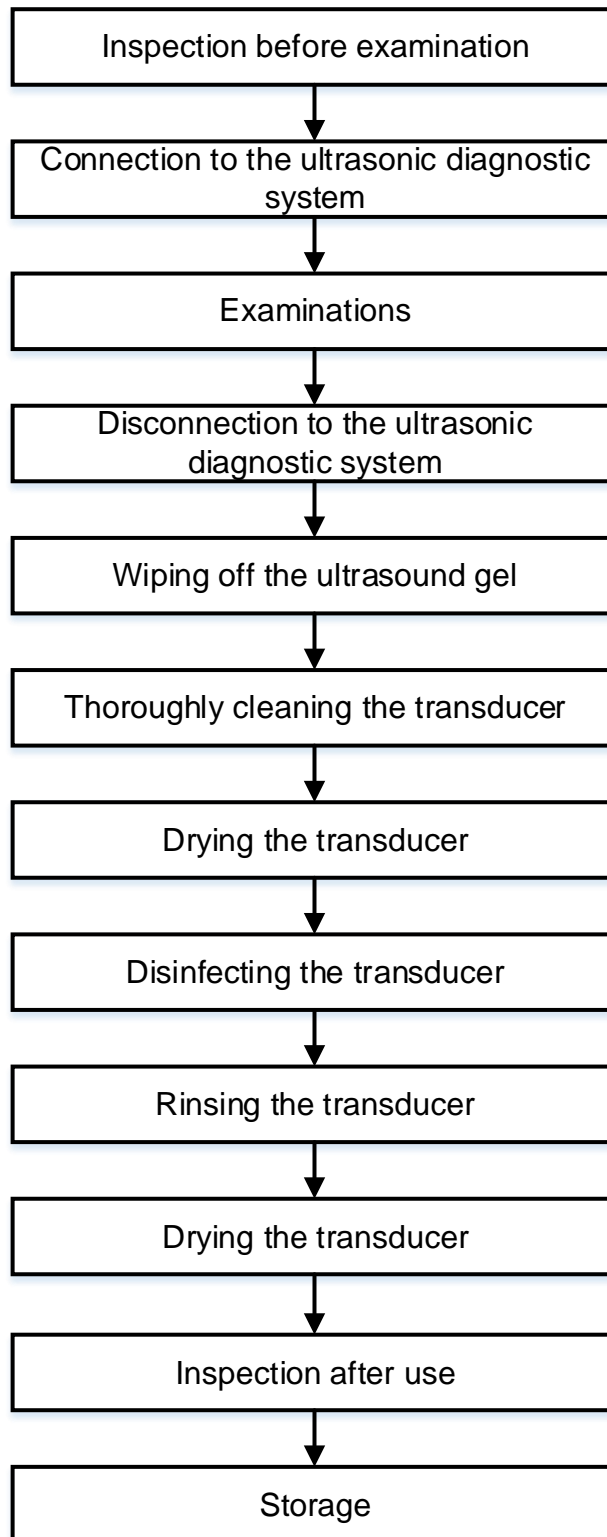 Inspection before examination
Connection to the ultrasonic diagnostic
system
Examinations
Disconnection to the ultrasonic
diagnostic system
Wiping off the ultrasound gel
Thoroughly cleaning the transducer
Drying the transducer
Disinfecting the transducer
Rinsing the transducer
Drying the transducer
Inspection after use
Storage